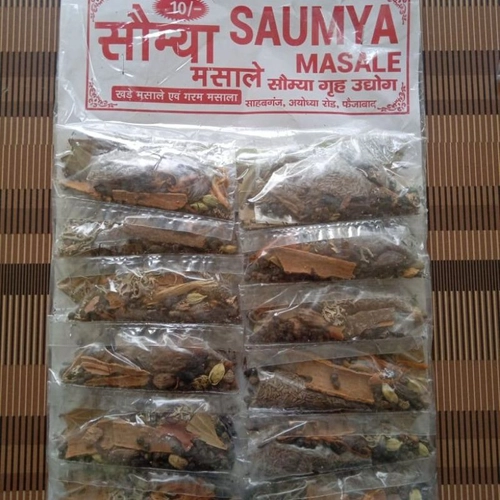 10/-
सौम्या SAUMYA
मसाले MASALE
सौम्या गृह उद्योग
खड़े मसाले एवं गरम मसाला
साहबगंज, अयोध्या रोड, फैजाबाद